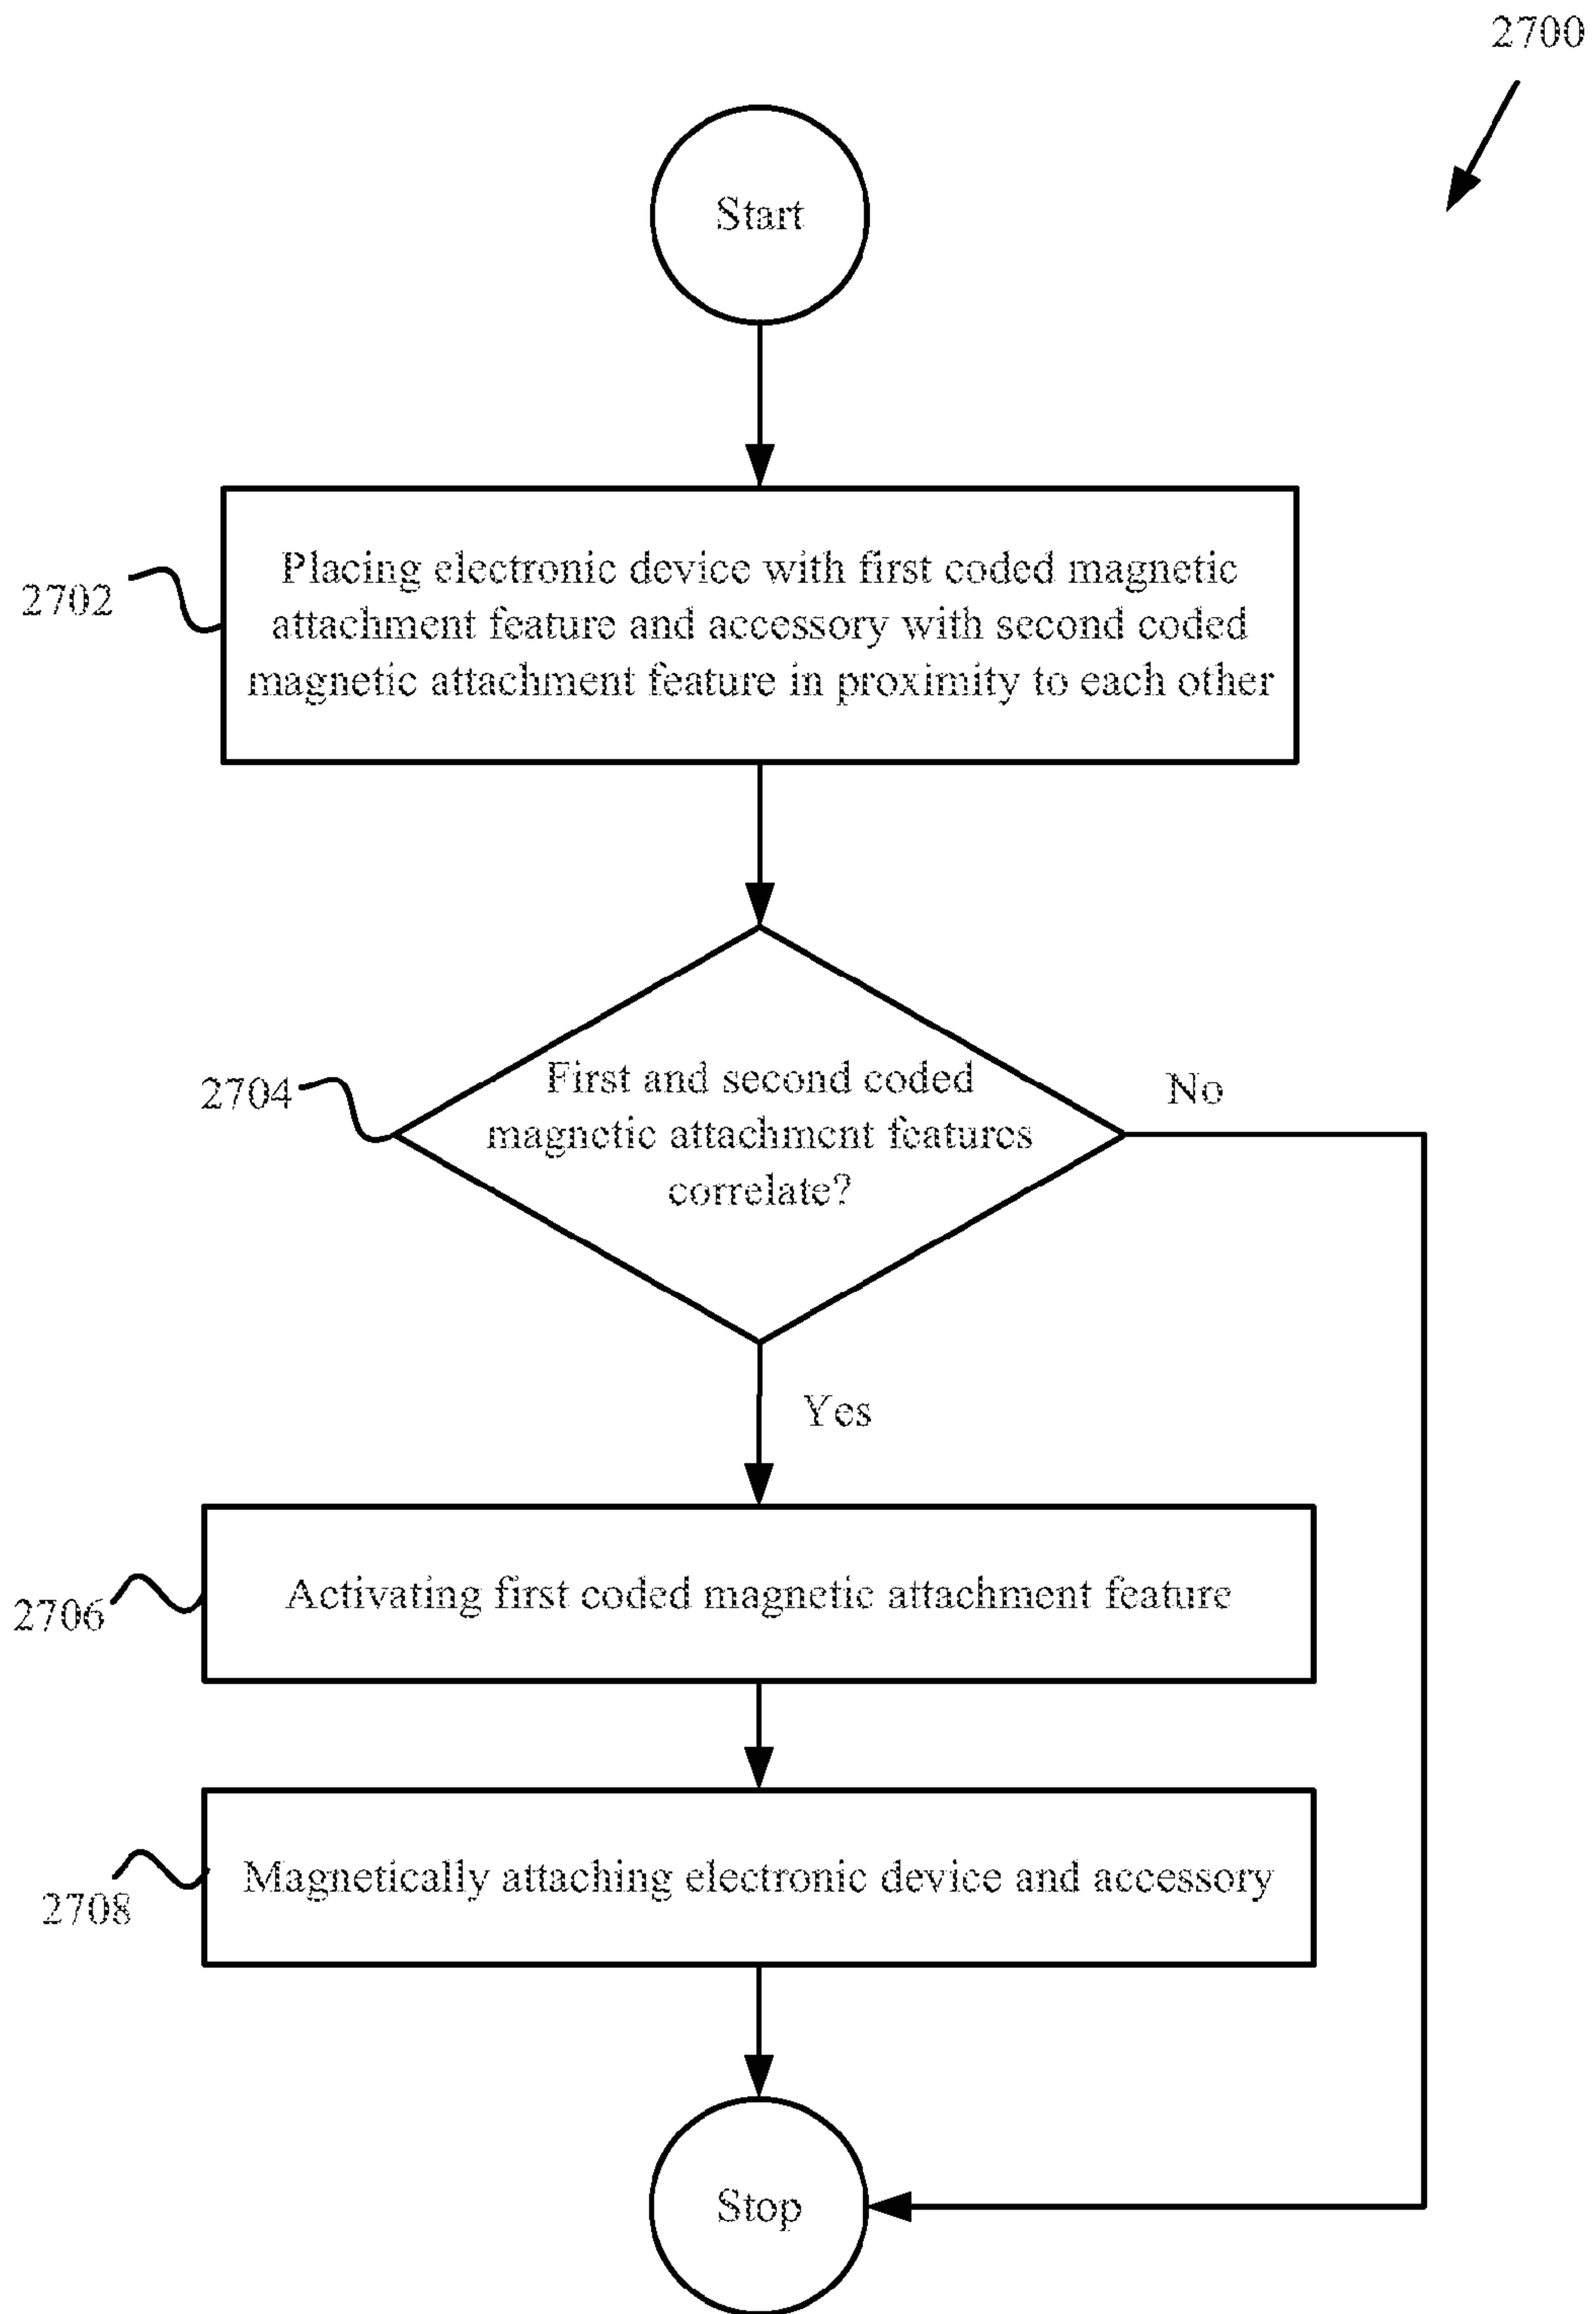 2700
Start
2702
Placing electronic device with first coded magnetic
attachment feature and accessory with second coded
magnetic attachment feature in proximity to each other
2704
First and second coded
magnetic attachment features
correlate?
No
Yes
2706
Activating first coded magnetic attachment feature
2708
Magnetically attaching electronic device and accessory
Stop